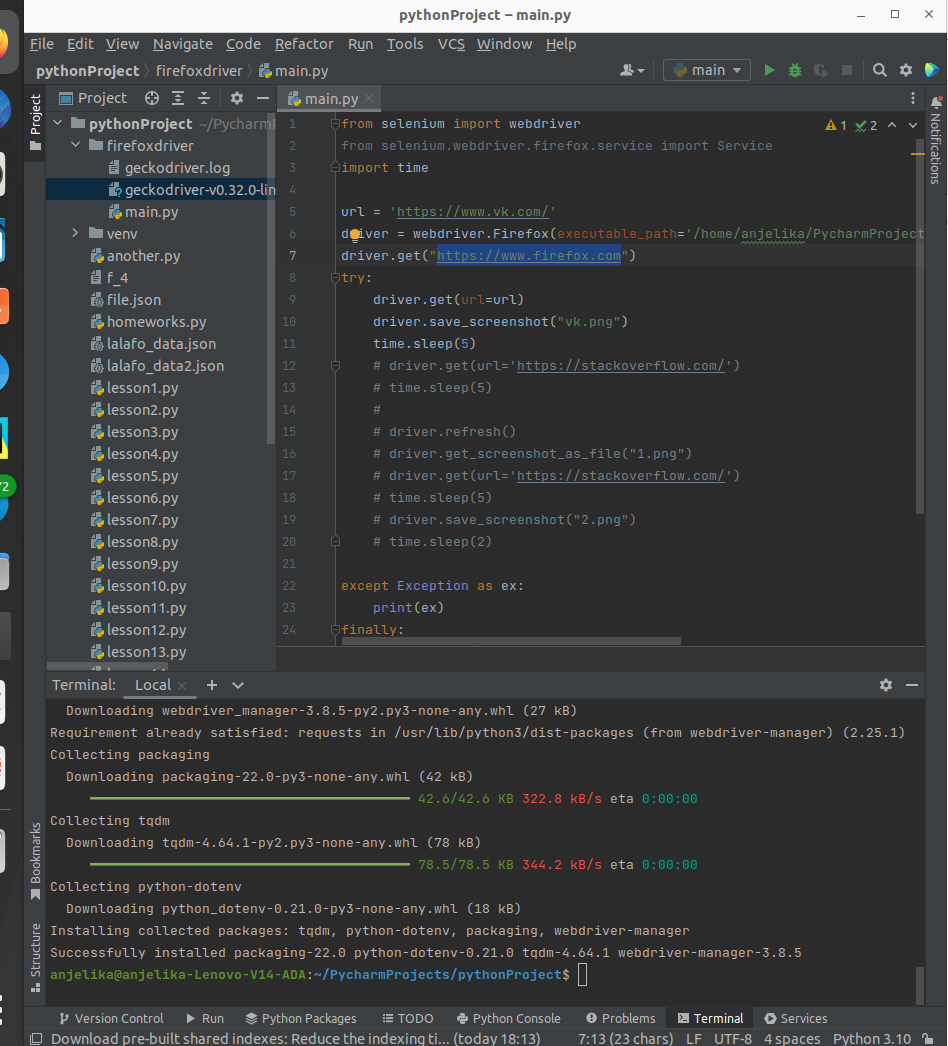 pythonProject – main.py
File Edit View Navigate Code Refactor Run Tools VCS Window Help
pythonProject firefoxdriver main.py main
Project
main.py
Project
pythonProject ~/Pycharm
firefoxdriver
geckodriver.log
geckodriver-v0.32.0-lin
main.py
venv
another.py
f_4
file.json
homeworks.py
lalafo_data.json
lalafo_data2.json
lesson1.py
lesson2.py
lesson3.py
lesson4.py
lesson5.py
lesson6.py
lesson7.py
lesson8.py
lesson9.py
lesson10.py
lesson11.py
lesson12.py
lesson13.py
1 from selenium import webdriver
2 from selenium.webdriver.firefox.service import Service
3 import time
4
5 url = 'https://www.vk.com/'
6 driver = webdriver.Firefox(executable_path='/home/anjelika/PycharmProject
7 driver.get("https://www.firefox.com")
8 try:
9 driver.get(url=url)
10 driver.save_screenshot("vk.png")
11 time.sleep(5)
12 # driver.get(url='https://stackoverflow.com/')
13 # time.sleep(5)
14 #
15 # driver.refresh()
16 # driver.get_screenshot_as_file("1.png")
17 # driver.get(url='https://stackoverflow.com/')
18 # time.sleep(5)
19 # driver.save_screenshot("2.png")
20 # time.sleep(2)
21
22 except Exception as ex:
23 print(ex)
24 finally:
1 2
Notifications
Terminal: Local
Downloading webdriver_manager-3.8.5-py2.py3-none-any.whl (27 kB)
Requirement already satisfied: requests in /usr/lib/python3/dist-packages (from webdriver-manager) (2.25.1)
Collecting packaging
Downloading packaging-22.0-py3-none-any.whl (42 kB)
42.6/42.6 KB 322.8 kB/s eta 0:00:00
Collecting tqdm
Downloading tqdm-4.64.1-py2.py3-none-any.whl (78 kB)
78.5/78.5 KB 344.2 kB/s eta 0:00:00
Collecting python-dotenv
Downloading python_dotenv-0.21.0-py3-none-any.whl (18 kB)
Installing collected packages: tqdm, python-dotenv, packaging, webdriver-manager
Successfully installed packaging-22.0 python-dotenv-0.21.0 tqdm-4.64.1 webdriver-manager-3.8.5
anjelika@anjelika-Lenovo-V14-ADA:~/PycharmProjects/pythonProject$
72
Bookmarks
Structure
Version Control Run Python Packages TODO Python Console Problems Terminal Services
Download pre-built shared indexes: Reduce the indexing ti... (today 18:13) 7:13 (23 chars) LF UTF-8 4 spaces Python 3.10